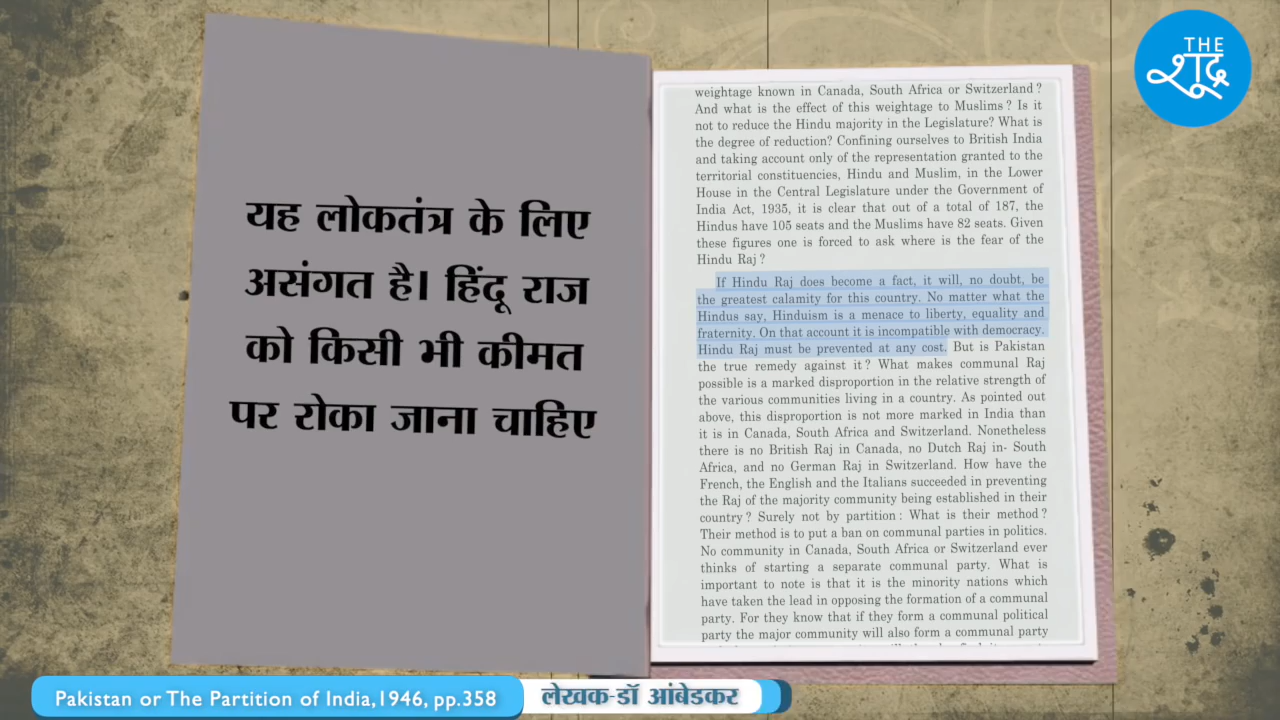 यह लोकतंत्र के लिए
असंगत है। हिंदू राज
को किसी भी कीमत
पर रोका जाना चाहिए
weightage known in Canada, South Africa or Switzerland?
And what is the effect of this weightage to Muslims? Is it
not to reduce the Hindu majority in the Legislature? What is
the degree of reduction? Confining ourselves to British India
and taking account only of the representation granted to the
territorial constituencies, Hindu and Muslim, in the Lower
House in the Central Legislature under the Government of
India Act, 1935, it is clear that out of a total of 187, the
Hindus have 105 seats and the Muslims have 82 seats. Given
these figures one is forced to ask where is the fear of the
Hindu Raj?
If Hindu Raj does become a fact, it will, no doubt, be
the greatest calamity for this country. No matter what the
Hindus say, Hinduism is a menace to liberty, equality and
fraternity. On that account it is incompatible with democracy.
Hindu Raj must be prevented at any cost. But is Pakistan
the true remedy against it? What makes communal Raj
possible is a marked disproportion in the relative strength of
the various communities living in a country. As pointed out
above, this disproportion is not more marked in India than
it is in Canada, South Africa and Switzerland. Nonetheless
there is no British Raj in Canada, no Dutch Raj in- South
Africa, and no German Raj in Switzerland. How have the
French, the English and the Italians succeeded in preventing
the Raj of the majority community being established in their
country? Surely not by partition: What is their method?
Their method is to put a ban on communal parties in politics.
No community in Canada, South Africa or Switzerland ever
thinks of starting a separate communal party. What is
important to note is that it is the minority nations which
have taken the lead in opposing the formation of a communal
party. For they know that if they form a communal political
party the major community will also form a communal party
THE
शूद्र
Pakistan or The Partition of India,1946, pp.358
लेखक-डॉ आंबेडकर